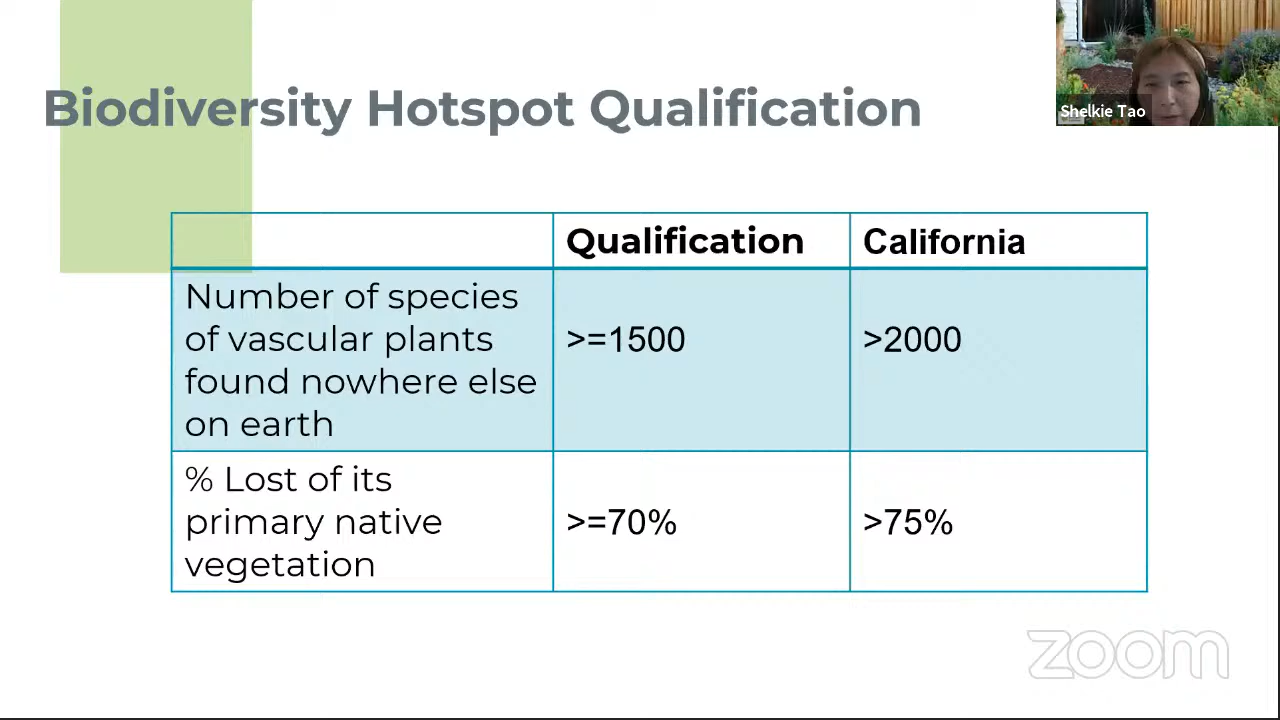 Biodiversity Hotspot Qualification
Shelkie Tao
Qualification
California
Number of species
of vascular plants
found nowhere else
on earth
>=1500
>2000
% Lost of its
primary native
vegetation
>=70%
>75%
zoom